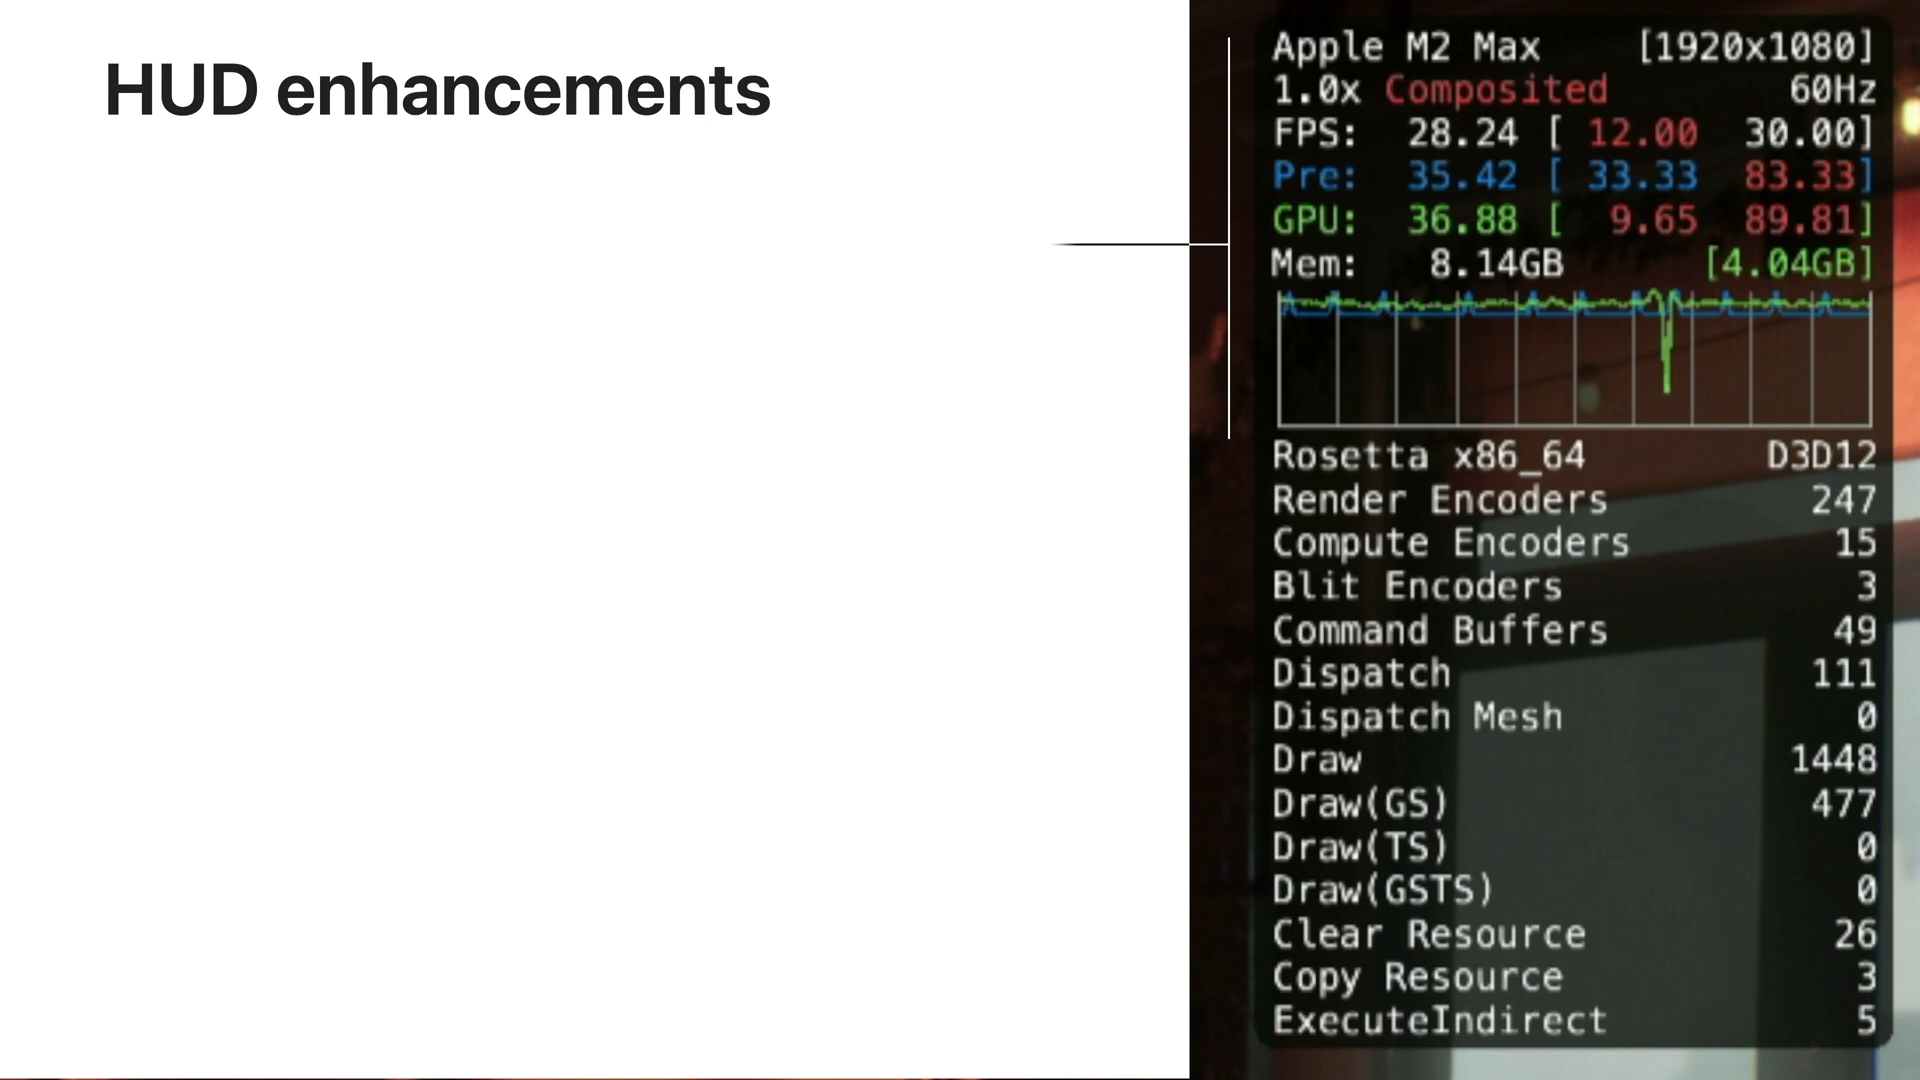 HUD enhancements
Apple M2 Max [1920x1080]
1.0x Composited 60Hz
FPS: 28.24 [ 12.00 30.00]
Pre: 35.42 [ 33.33 83.33]
GPU: 36.88 [ 9.65 89.81]
Mem: 8.14GB [4.04GB]
Rosetta x86_64 D3D12
Render Encoders 247
Compute Encoders 15
Blit Encoders 3
Command Buffers 49
Dispatch 111
Dispatch Mesh 0
Draw 1448
Draw(GS) 477
Draw(TS) 0
Draw(GSTS) 0
Clear Resource 26
Copy Resource 3
ExecuteIndirect 5